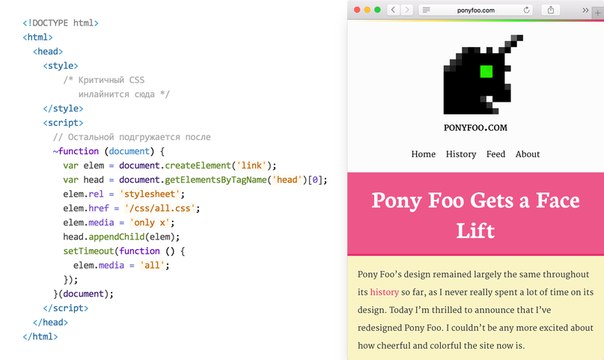 <!DOCTYPE html>
<html>
<head>
<style>
/* Критичный CSS
инлайнится сюда */
</style>
<script>
// Остальной подгружается после
~function (document) {
var elem = document.createElement('link');
var head = document.getElementsByTagName('head')[0];
elem.rel = 'stylesheet';
elem.href = '/css/all.css';
elem.media = 'only x';
head.appendChild(elem);
setTimeout(function () {
elem.media = 'all';
});
}(document);
</script>
</head>
</html>
ponyfoo.com
PONYFOO.COM
Home History Feed About
Pony Foo Gets a Face
Lift
Pony Foo’s design remained largely the same throughout
its history so far, as I never really spent a lot of time on its
design. Today I’m thrilled to announce that I’ve
redesigned Pony Foo. I couldn’t be any more excited about
how cheerful and colorful the site now is.